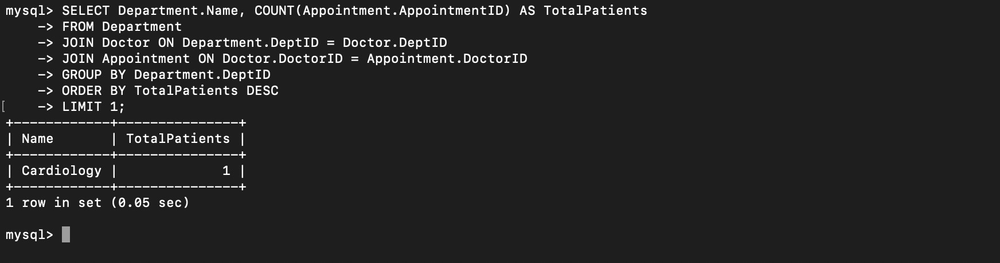 mysql> SELECT Department.Name, COUNT(Appointment.AppointmentID) AS TotalPatients
    -> FROM Department
    -> JOIN Doctor ON Department.DeptID = Doctor.DeptID
    -> JOIN Appointment ON Doctor.DoctorID = Appointment.DoctorID
    -> GROUP BY Department.DeptID
    -> ORDER BY TotalPatients DESC
[    -> LIMIT 1;
+------------+---------------+
| Name       | TotalPatients |
+------------+---------------+
| Cardiology |             1 |
+------------+---------------+
1 row in set (0.05 sec)

mysql>